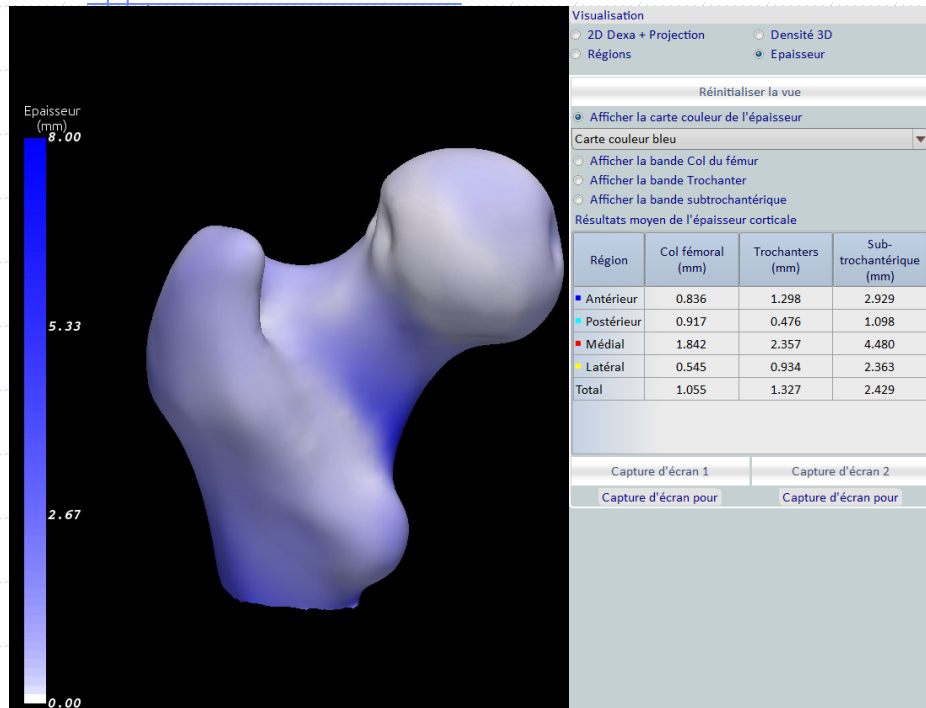 Epaisseur
(mm)
8.00
5.33
2.67
0.00
Visualisation
2D Dexa + Projection Densité 3D
Régions Epaisseur
Réinitialiser la vue
Afficher la carte couleur de l'épaisseur
Carte couleur bleu
Afficher la bande Col du fémur
Afficher la bande Trochanter
Afficher la bande subtrochantérique
Résultats moyen de l'épaisseur corticale
Région Col fémoral (mm) Trochanters (mm) Sub-trochantérique (mm)
Antérieur 0.836 1.298 2.929
Postérieur 0.917 0.476 1.098
Médial 1.842 2.357 4.480
Latéral 0.545 0.934 2.363
Total 1.055 1.327 2.429
Capture d'écran 1 Capture d'écran 2
Capture d'écran pour Capture d'écran pour